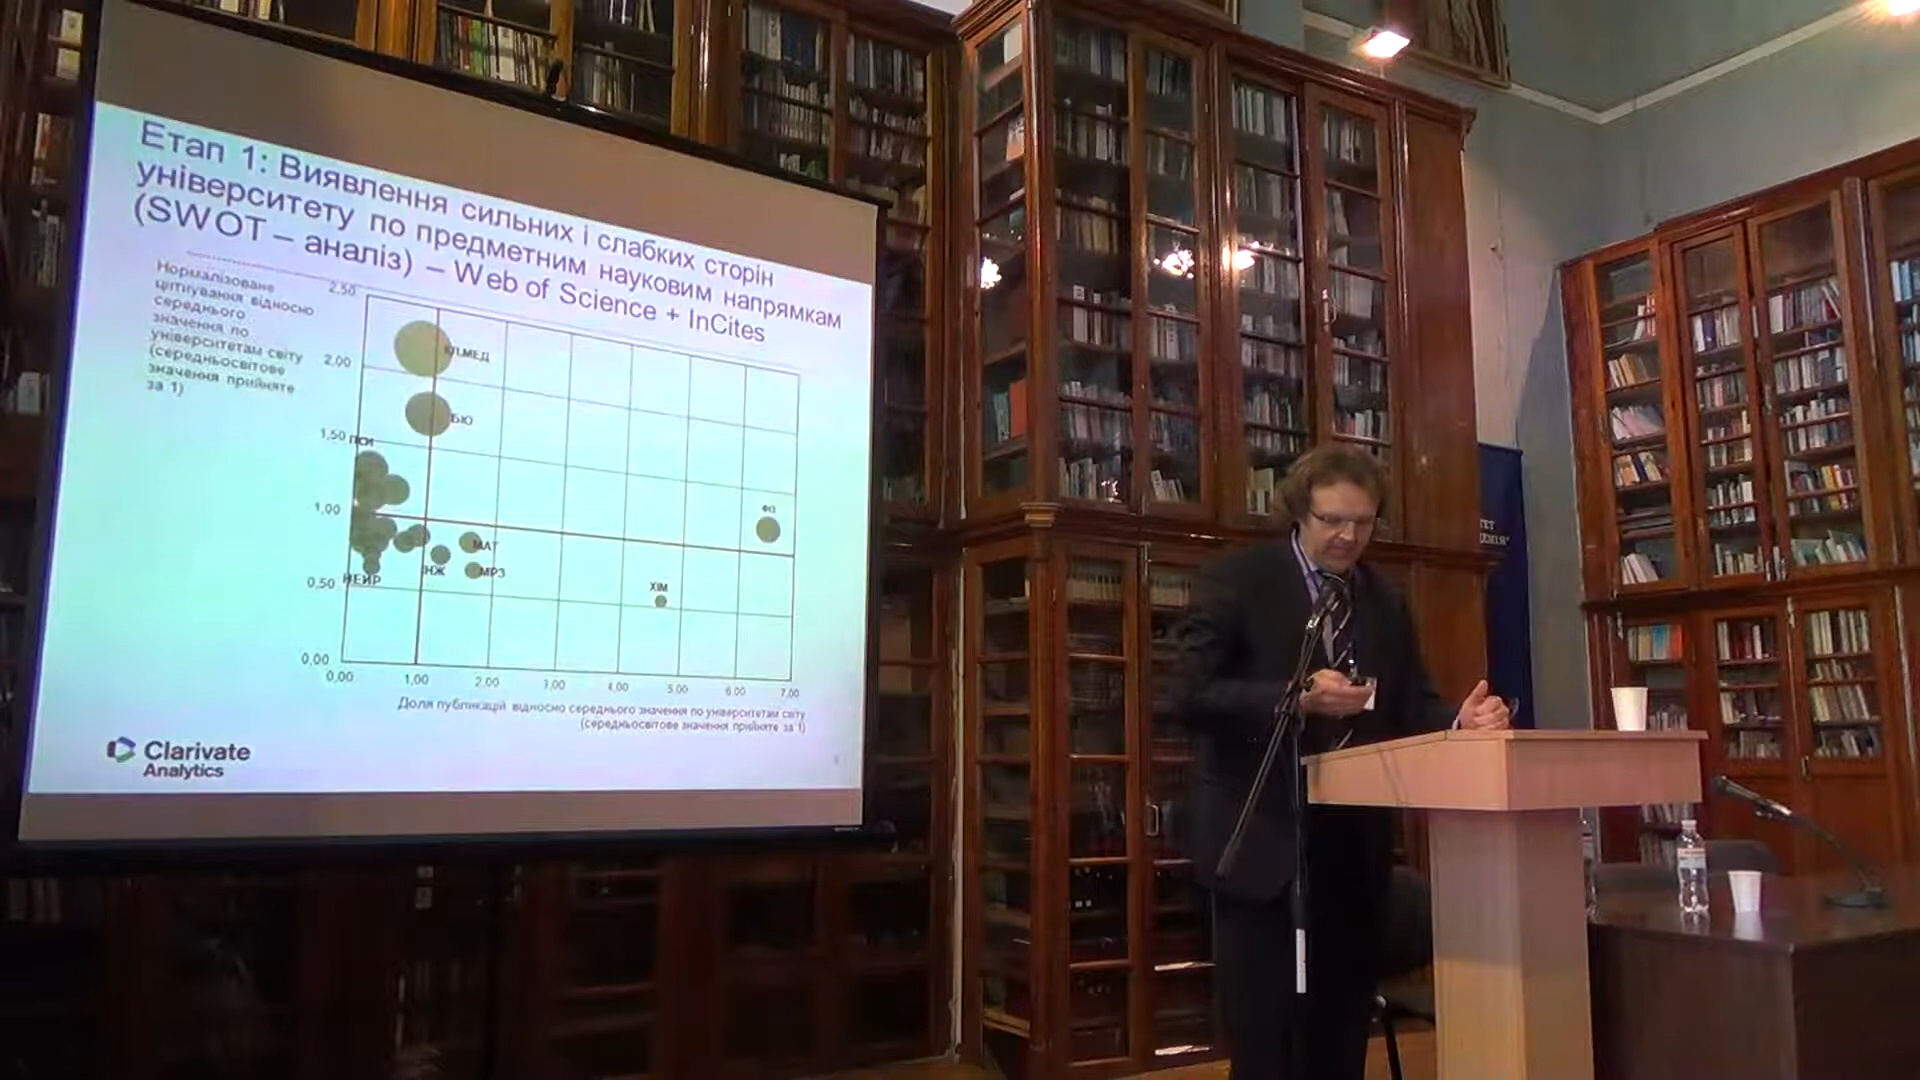 Етап 1: Виявлення сильних і слабких сторін
університету по предметним науковим напрямкам
(SWOT – аналіз) – Web of Science + InCites
Нормалізоване
цитування відносно
середнього
значення по
університетам світу
(середньосвітове
значення прийняте
за 1)
2,50
2,00
1,50
1,00
0,50
0,00
КЛМЕД
БЮ
ПСИ
ФІЗ
МАТ
ІНЖ
МРЗ
НЕЙР
ХІМ
0,00 1,00 2,00 3,00 4,00 5,00 6,00 7,00
Доля публікацій відносно середнього значення по університетам світу
(середньосвітове значення прийняте за 1)
Clarivate
Analytics